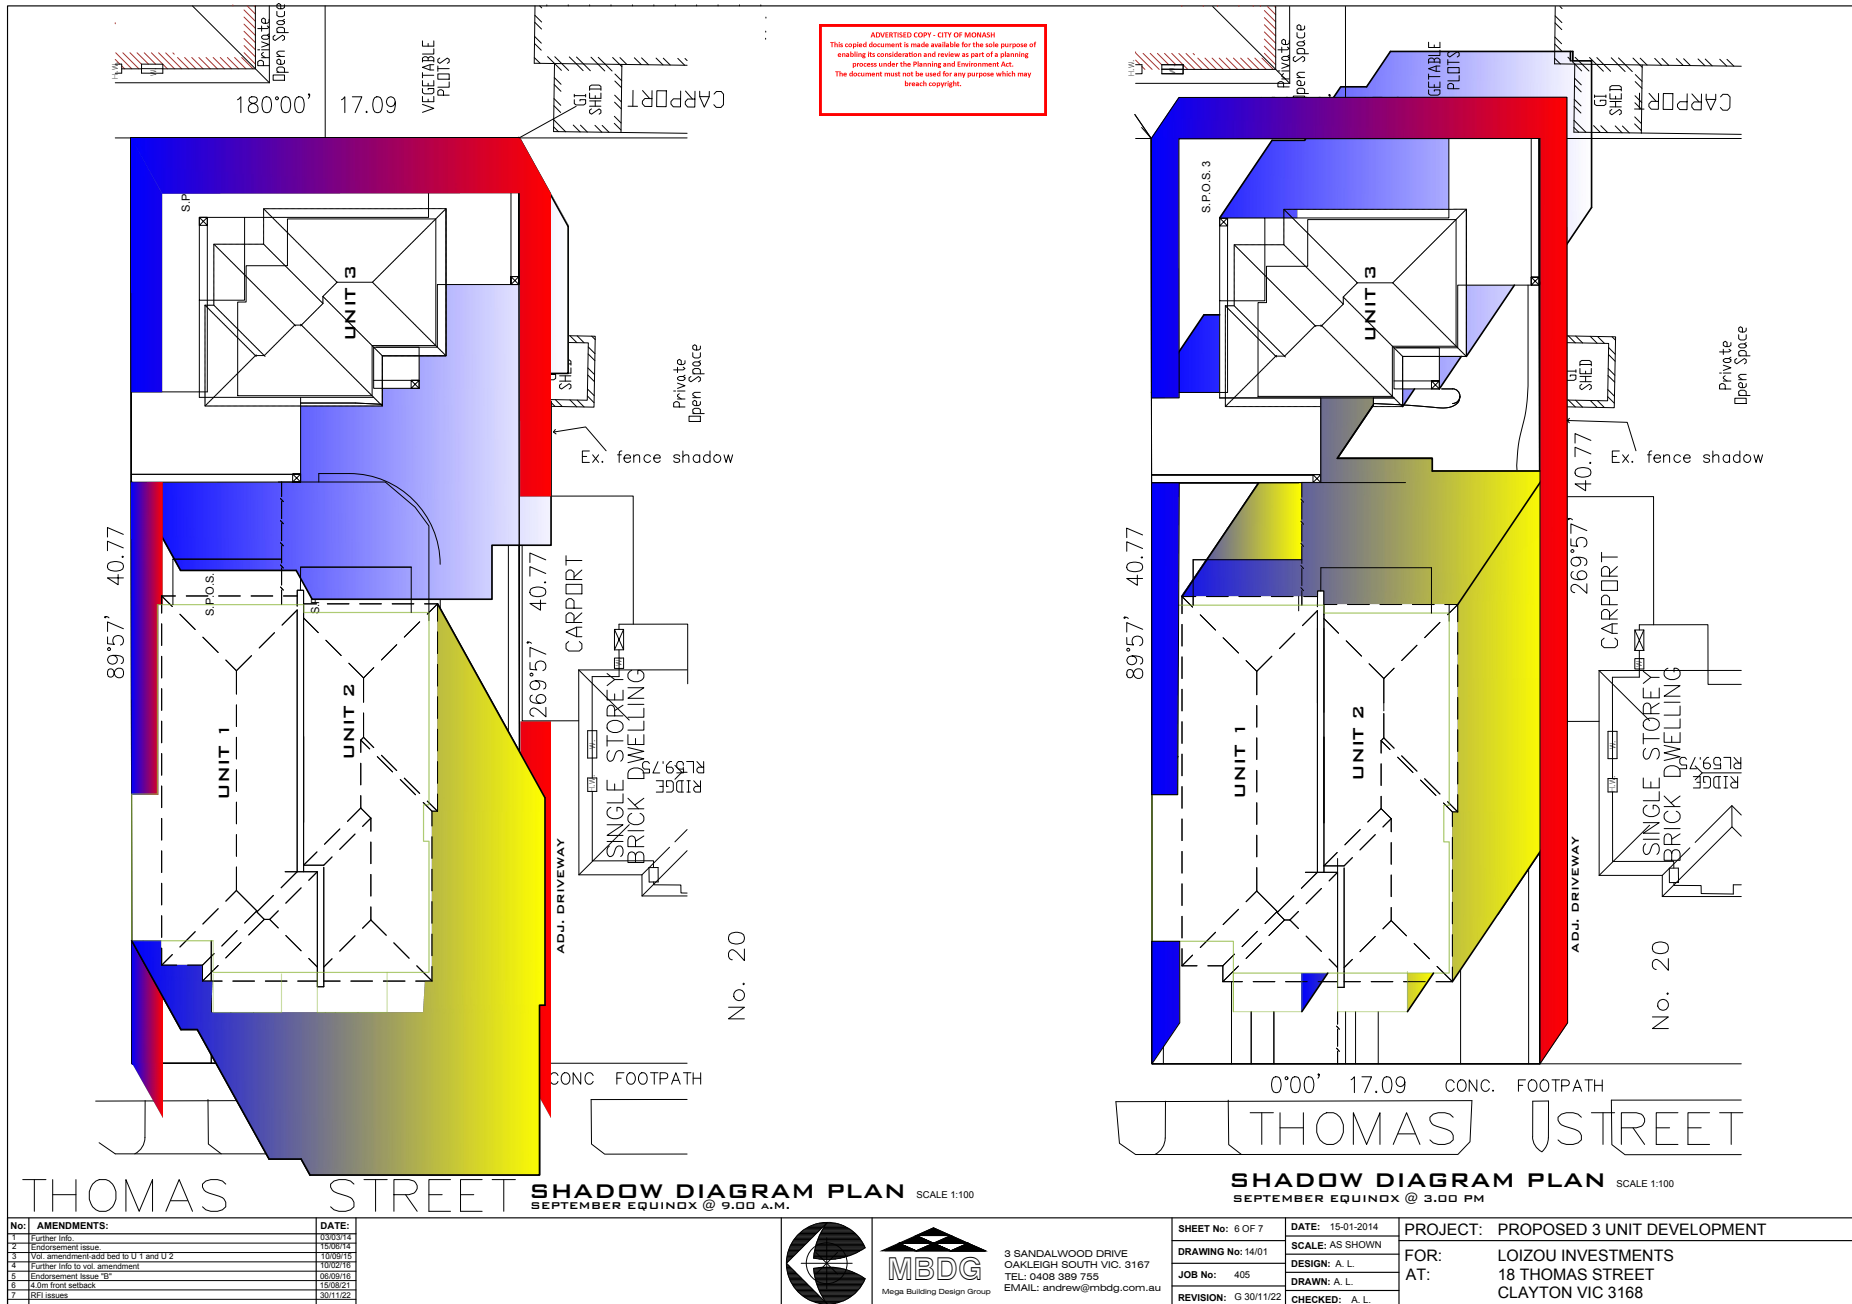 ADVERTISED COPY - CITY OF MONASH
This copied document is made available for the sole purpose of
enabling its consideration and review as part of a planning
process under the Planning and Environment Act.
The document must not be used for any purpose which may
breach copyright.
Private
Open Space
VEGETABLE
PLOTS
GI
SHED
CARPORT
180°00' 17.09
S.P
UNIT 3
SHED
Private
Open Space
Ex. fence shadow
89°57' 40.77
269°57' 40.77
S.P.O.S.
CARPORT
UNIT 1
UNIT 2
SINGLE STOREY
BRICK DWELLING
RIDGE
RL59.75
ADJ. DRIVEWAY
No. 20
CONC FOOTPATH
THOMAS STREET
SHADOW DIAGRAM PLAN SCALE 1:100
SEPTEMBER EQUINOX @ 9.00 A.M.
Private
pen Space
GETABLE
PLOTS
GI
SHED
CARPORT
S.P.O.S. 3
UNIT 3
GI
SHED
Private
Open Space
Ex. fence shadow
89°57' 40.77
269°57' 40.77
CARPORT
UNIT 1
UNIT 2
SINGLE STOREY
BRICK DWELLING
RIDGE
RL59.75
ADJ. DRIVEWAY
No. 20
0°00' 17.09 CONC. FOOTPATH
THOMAS STREET
SHADOW DIAGRAM PLAN SCALE 1:100
SEPTEMBER EQUINOX @ 3.00 PM
No: AMENDMENTS: DATE:
1 Further Info. 03/03/14
2 Endorsement issue. 15/06/14
3 Vol. amendment-add bed to U 1 and U 2 10/09/15
4 Further Info to vol. amendment 10/02/16
5 Endorsement Issue "B" 06/09/16
6 4.0m front setback 15/08/21
7 RFI issues 30/11/22
MBDG
Mega Building Design Group
3 SANDALWOOD DRIVE
OAKLEIGH SOUTH VIC. 3167
TEL: 0408 389 755
EMAIL: andrew@mbdg.com.au
SHEET No: 6 OF 7
DRAWING No: 14/01
JOB No: 405
REVISION: G 30/11/22
DATE: 15-01-2014
SCALE: AS SHOWN
DESIGN: A. L.
DRAWN: A. L.
CHECKED: A. L.
PROJECT: PROPOSED 3 UNIT DEVELOPMENT
FOR: LOIZOU INVESTMENTS
AT: 18 THOMAS STREET
CLAYTON VIC 3168